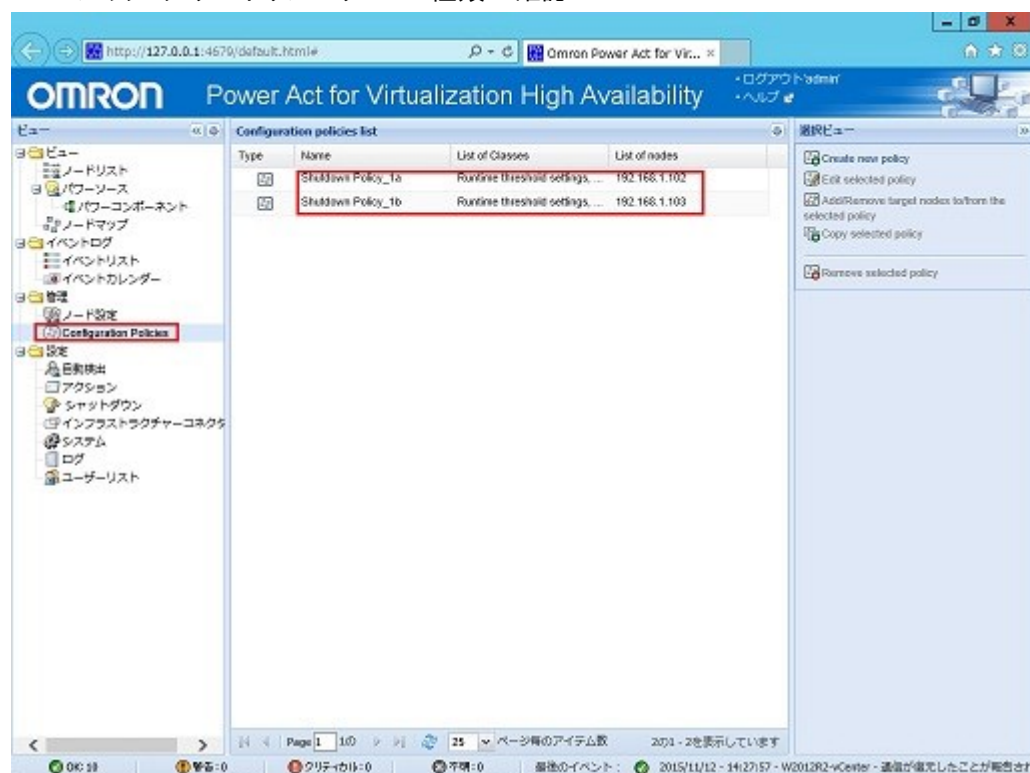 http://127.0.0.1:4679/default.html#
Omron Power Act for Vir... ×
OMRON
Power Act for Virtualization High Availability
・ログアウト'admin'
・ヘルプ
ビュー
ビュー
ノードリスト
パワーソース
パワーコンポーネント
ノードマップ
イベントログ
イベントリスト
イベントカレンダー
管理
ノード設定
Configuration Policies
設定
自動検出
アクション
シャットダウン
インフラストラクチャーコネクタ
システム
ログ
ユーザーリスト
Configuration policies list
Type Name List of Classes List of nodes
Shutdown Policy_1a Runtime threshold settings, ... 192.168.1.102
Shutdown Policy_1b Runtime threshold settings, ... 192.168.1.103
選択ビュー
Create new policy
Edit selected policy
Add/Remove target nodes to/from the
selected policy
Copy selected policy
Remove selected policy
Page 1 1の 25 ページ毎のアイテム数 2の1 - 2を表示しています
OK: 10 警告: 0 クリティカル: 0 不明: 0 最後のイベント: 2015/11/12 - 14:27:57 - W2012R2-vCenter - 通信が復元したことが報告さ